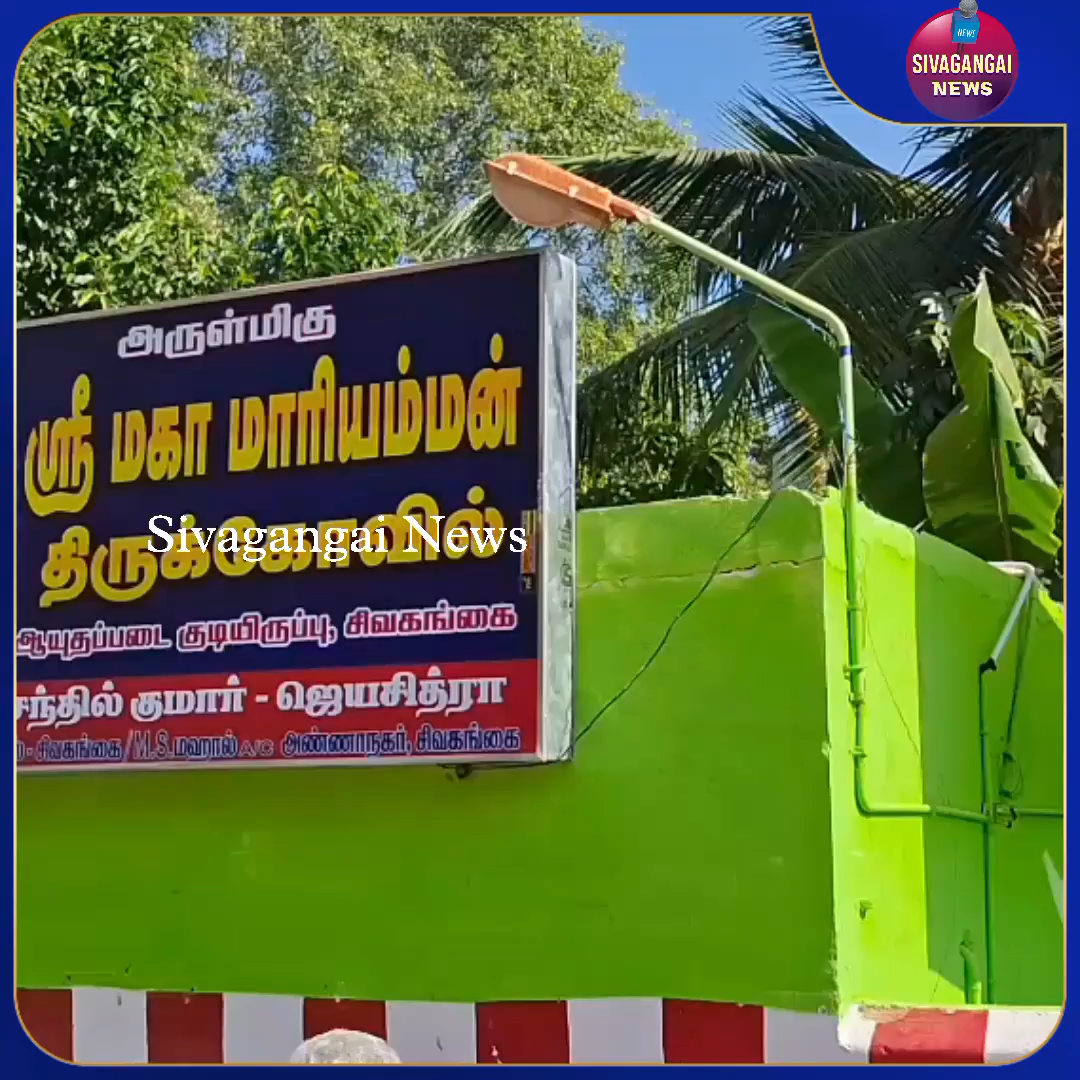 NEWS
SIVAGANGAI
NEWS
அருள்மிகு
ஸ்ரீ மகா மாரியம்மன்
திருக்கோவில்
Sivagangai News
ஆயுதப்படை குடியிருப்பு, சிவகங்கை
சந்தில் குமார் - ஜெயசித்ரா
- சிவகங்கை M.S.மஹால் A/C அண்ணாநகர், சிவகங்கை